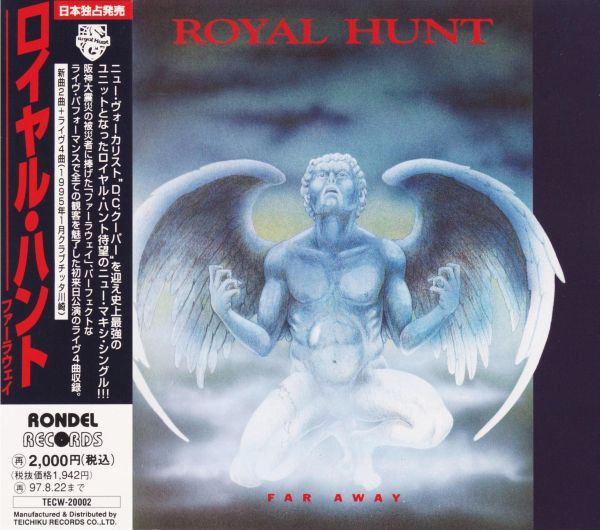 日本独占発売
Royal Hunt
ロイヤル・ハント
ファーラウェイ
ニュー・ヴォーカリスト"D.C.クーパー"を迎え史上最強の
ユニットとなったロイヤル・ハント待望のニュー・マキシ・シングル!!!
阪神大震災の被災者に捧げた「ファーラウェイ」、パーフェクトな
ライヴ・パフォーマンスで全ての観客を魅了した初来日公演のライヴ4曲収録。
新曲2曲+ライヴ4曲(1995年1月クラブチッタ川崎)
RONDEL
RECORDS
再 2,000円(税込)
(税抜価格1,942円)
再 97.8.22まで
TECW-20002
Manufactured & Distributed by
TEICHIKU RECORDS CO.,LTD.
ROYAL HUNT
FAR AWAY